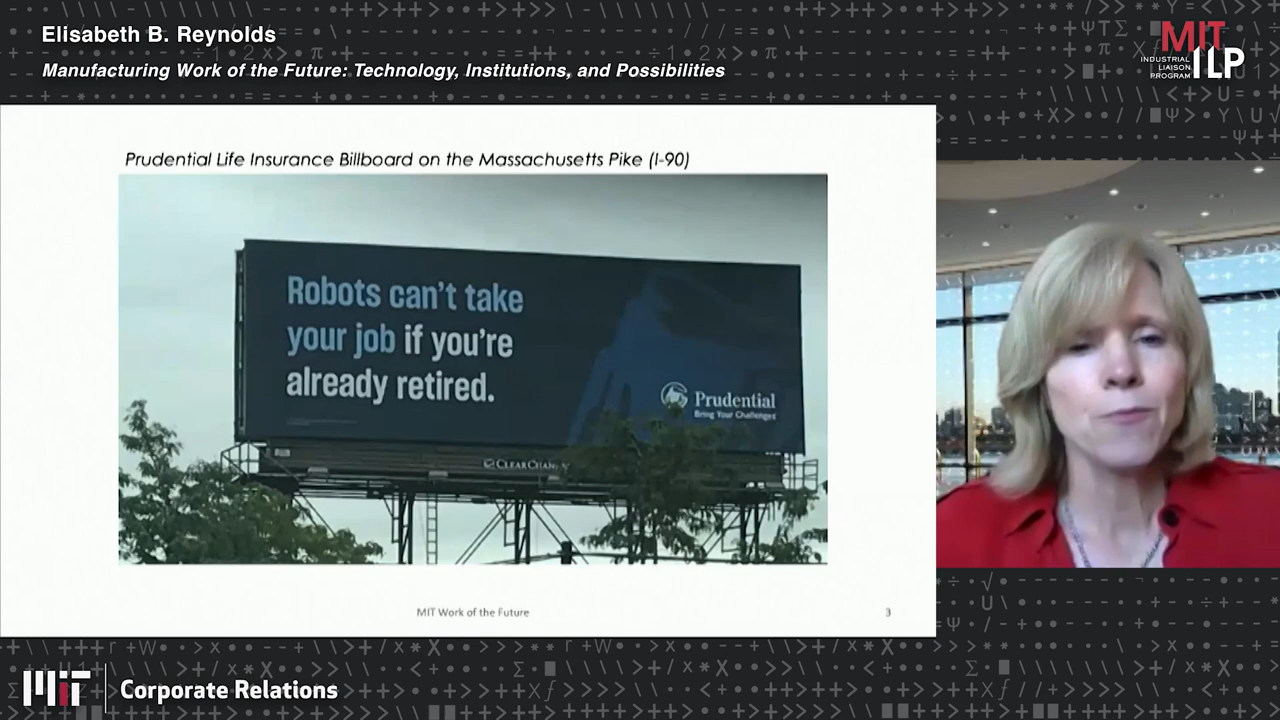 Elisabeth B. Reynolds
Manufacturing Work of the Future: Technology, Institutions, and Possibilities
MIT
INDUSTRIAL
LIAISON
PROGRAM
ILP
Prudential Life Insurance Billboard on the Massachusetts Pike (I-90)
Robots can't take
your job if you're
already retired.
Prudential
Bring Your Challenges
CLEAR CHANN
MIT Work of the Future
3
MIT
Corporate Relations